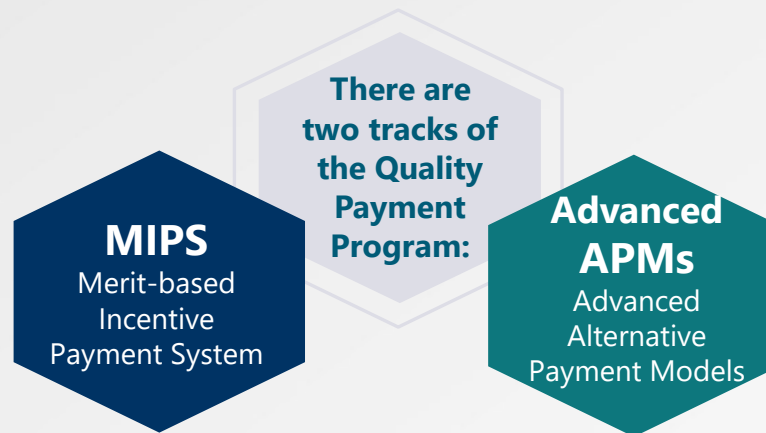 There are
two tracks of
the Quality
Payment
Program:
MIPS
Merit-based
Incentive
Payment System
Advanced
APMs
Advanced
Alternative
Payment Models